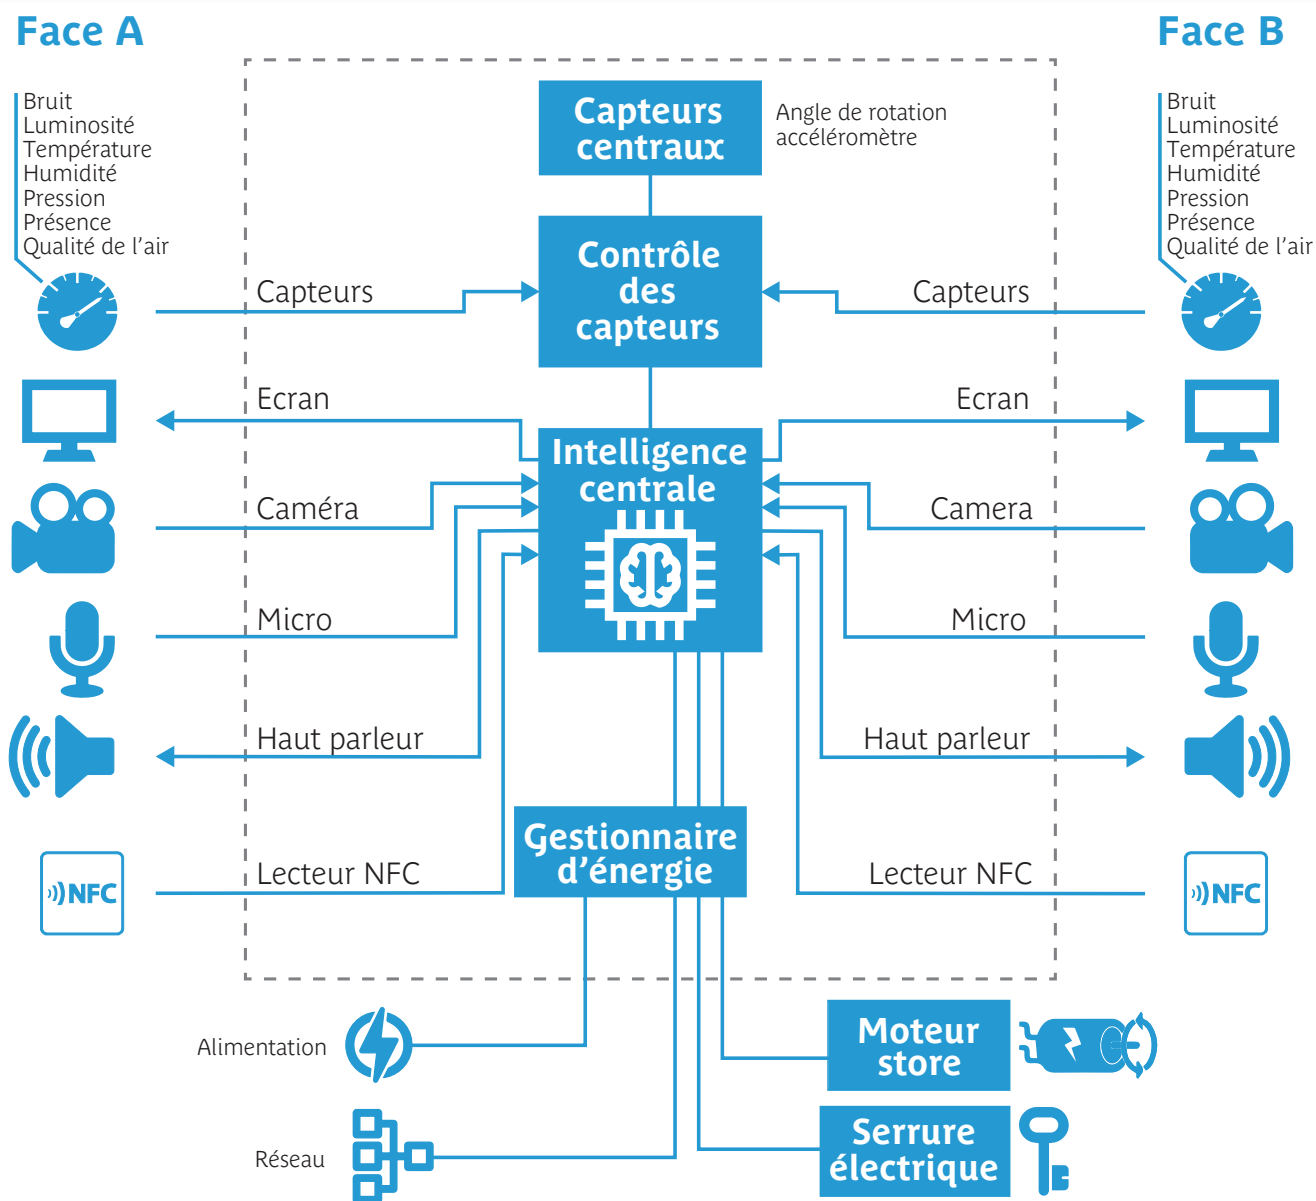 Face A
Face B
Bruit
Luminosité
Température
Humidité
Pression
Présence
Qualité de l'air
Capteurs
centraux
Angle de rotation
accéléromètre
Bruit
Luminosité
Température
Humidité
Pression
Présence
Qualité de l'air
Contrôle
des
capteurs
Capteurs
Capteurs
Ecran
Ecran
Intelligence
centrale
Caméra
Camera
Micro
Micro
Haut parleur
Haut parleur
Gestionnaire
d'énergie
Lecteur NFC
Lecteur NFC
NFC
NFC
Alimentation
Moteur
store
Réseau
Serrure
électrique